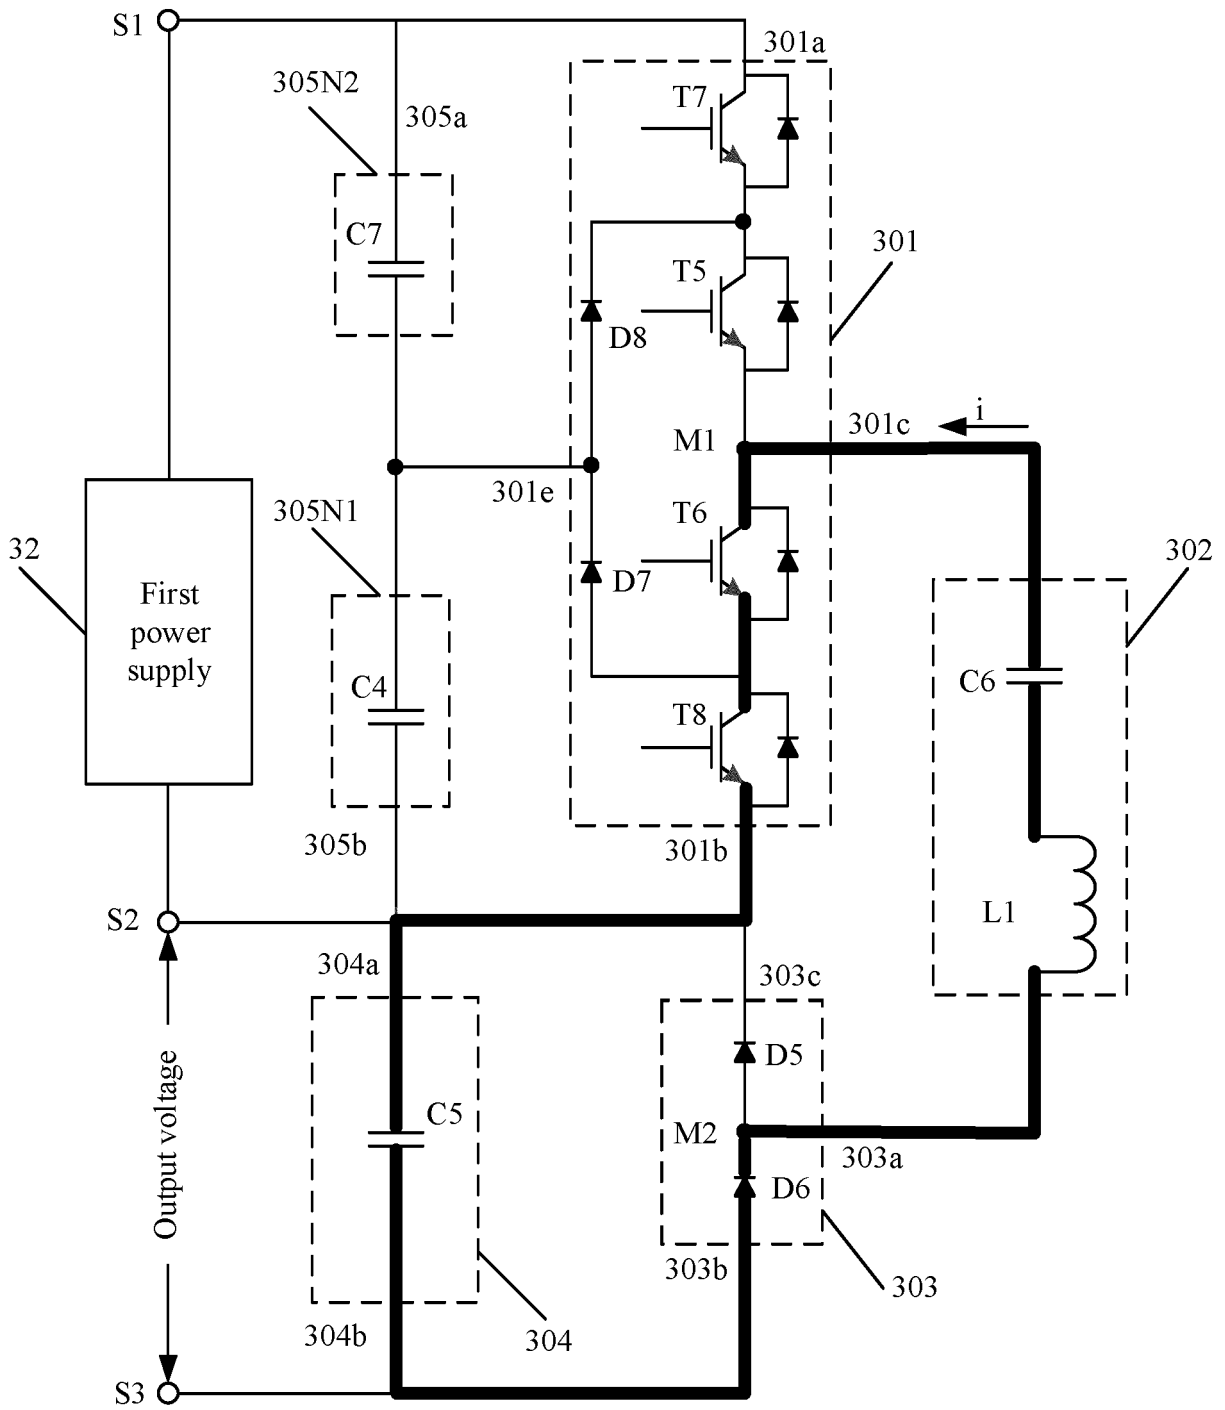 S1
301a
305N2
T7
305a
C7
301
T5
D8
i
301c
M1
301e
305N1
T6
32
302
First
power
supply
D7
C4
C6
T8
305b
301b
L1
S2
304a
303c
D5
Output voltage
C5
M2
303a
D6
303b
303
304b
304
S3